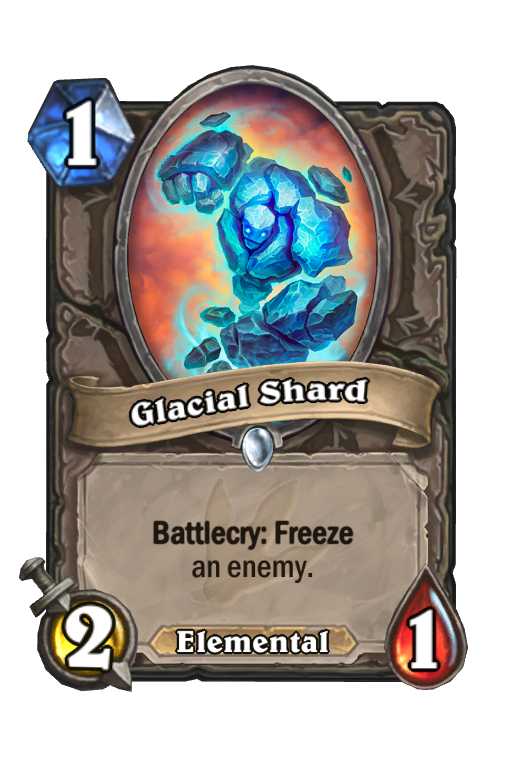 1
Glacial Shard
Battlecry: Freeze
an enemy.
2
Elemental
1